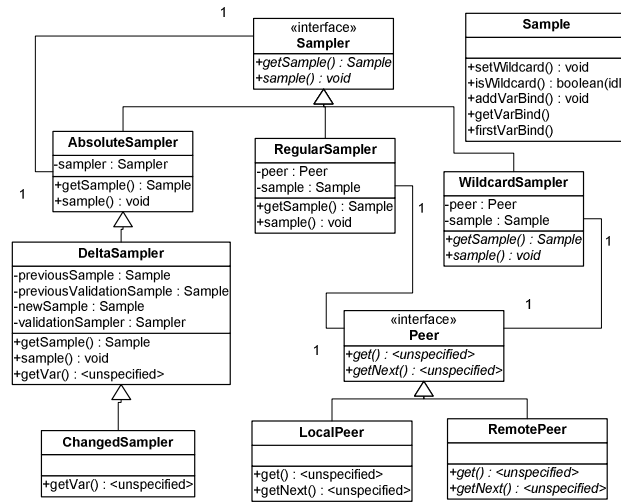 1
«interface»
Sampler
+getSample() : Sample
+sample() : void
Sample
+setWildcard() : void
+isWildcard() : boolean(idl
+addVarBind() : void
+getVarBind()
+firstVarBind()
AbsoluteSampler
-sampler : Sampler
+getSample() : Sample
+sample() : void
1
RegularSampler
-peer : Peer
-sample : Sample
+getSample() : Sample
+sample() : void
1
WildcardSampler
-peer : Peer
-sample : Sample
+getSample() : Sample
+sample() : void
1
DeltaSampler
-previousSample : Sample
-previousValidationSample : Sample
-newSample : Sample
-validationSampler : Sampler
+getSample() : Sample
+sample() : void
+getVar() : <unspecified>
1
1
«interface»
Peer
+get() : <unspecified>
+getNext() : <unspecified>
ChangedSampler
+getVar() : <unspecified>
LocalPeer
+get() : <unspecified>
+getNext() : <unspecified>
RemotePeer
+get() : <unspecified>
+getNext() : <unspecified>